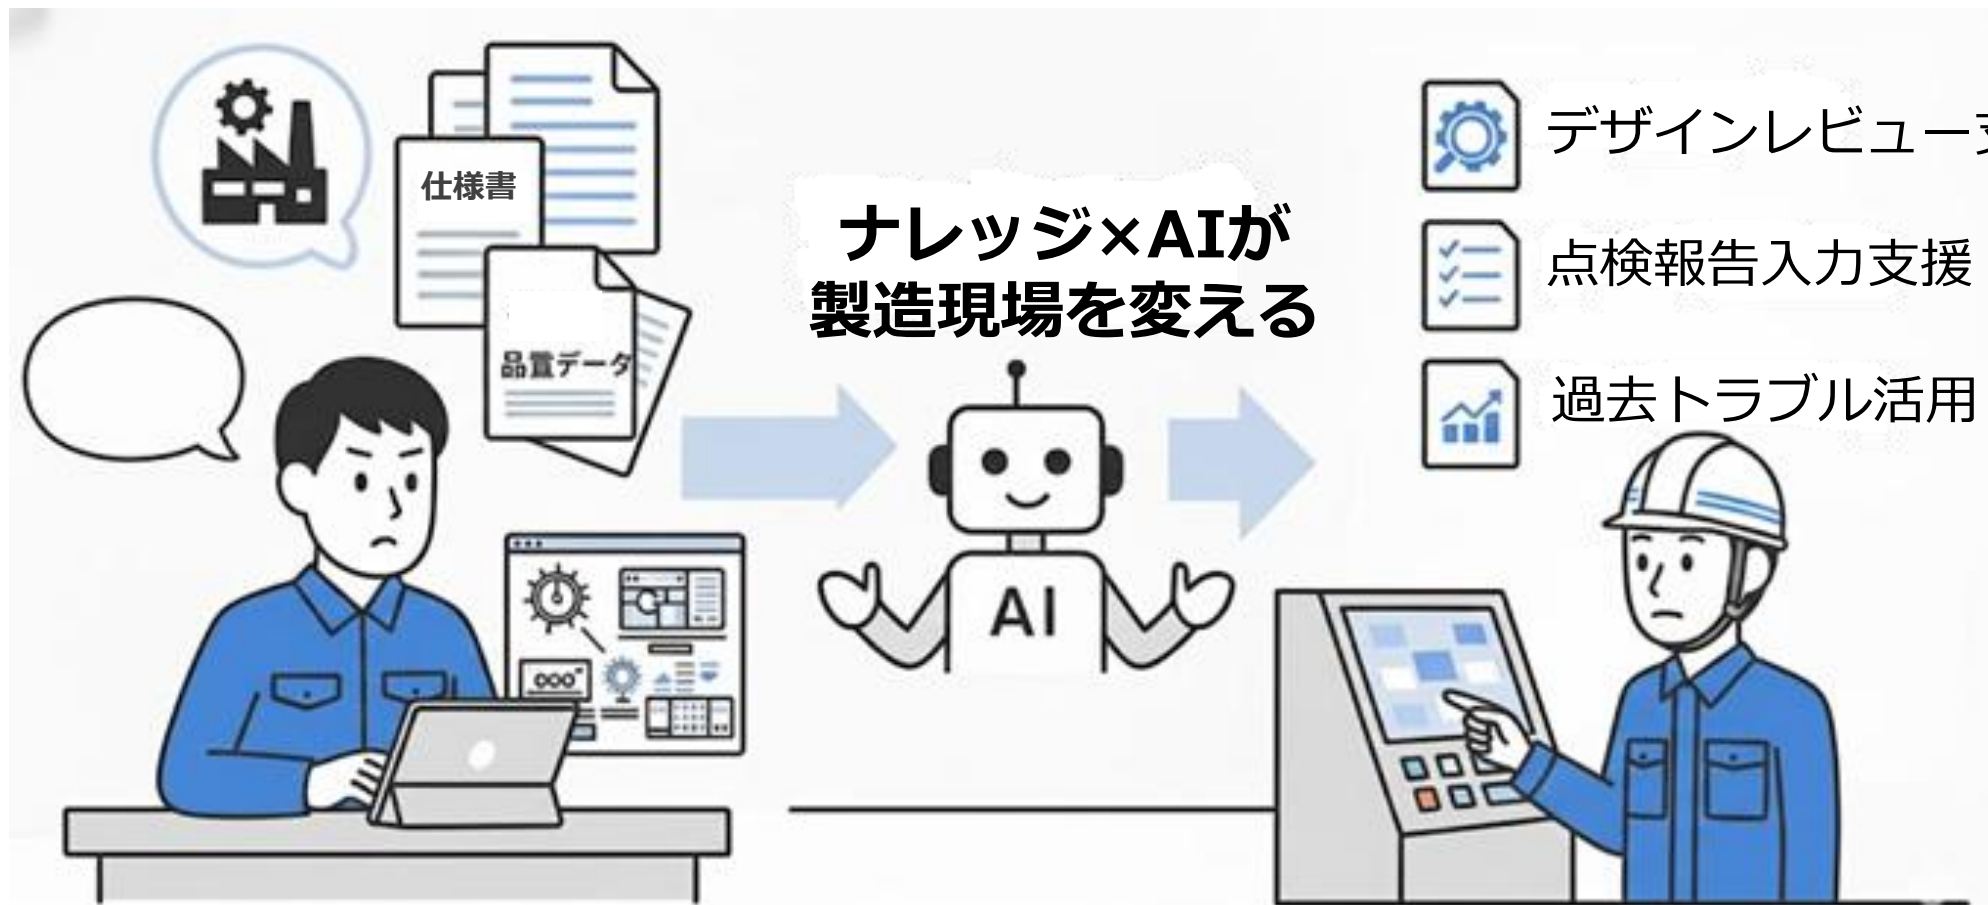 仕様書
品置データ
ナレッジ×AIが
製造現場を変える
AI
デザインレビュー支
点検報告入力支援
過去トラブル活用